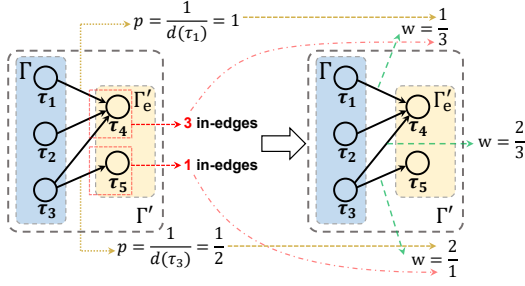 p = 1/d(τ₁) = 1
w = 1/3
Γ
Γ′ₑ
τ₁
τ₂
τ₃
τ₄
τ₅
Γ′
3 in-edges
1 in-edges
Γ
Γ′ₑ
τ₁
τ₂
τ₃
τ₄
τ₅
Γ′
w = 2/3
p = 1/d(τ₃) = 1/2
w = 2/1